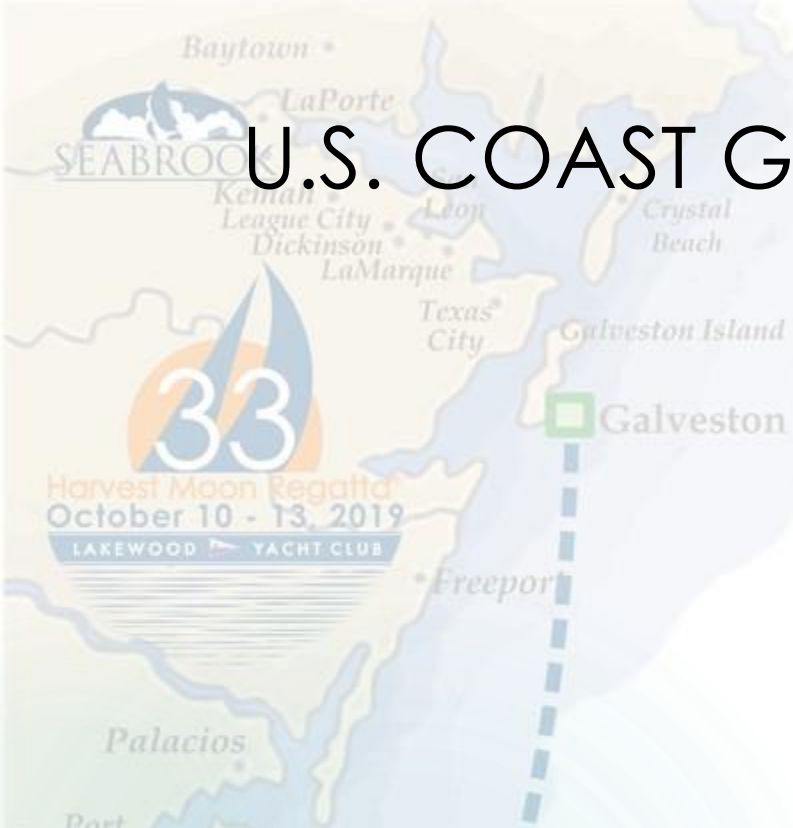 Baytown
LaPorte
SEABROOK
U.S. COAST G
Kemah
San
Leon
League City
Crystal
Beach
Dickinson
LaMarque
Texas
City
Galveston Island
33
Galveston
Harvest Moon Regatta®
October 10 - 13, 2019
LAKEWOOD YACHT CLUB
Freeport
Palacios
Port